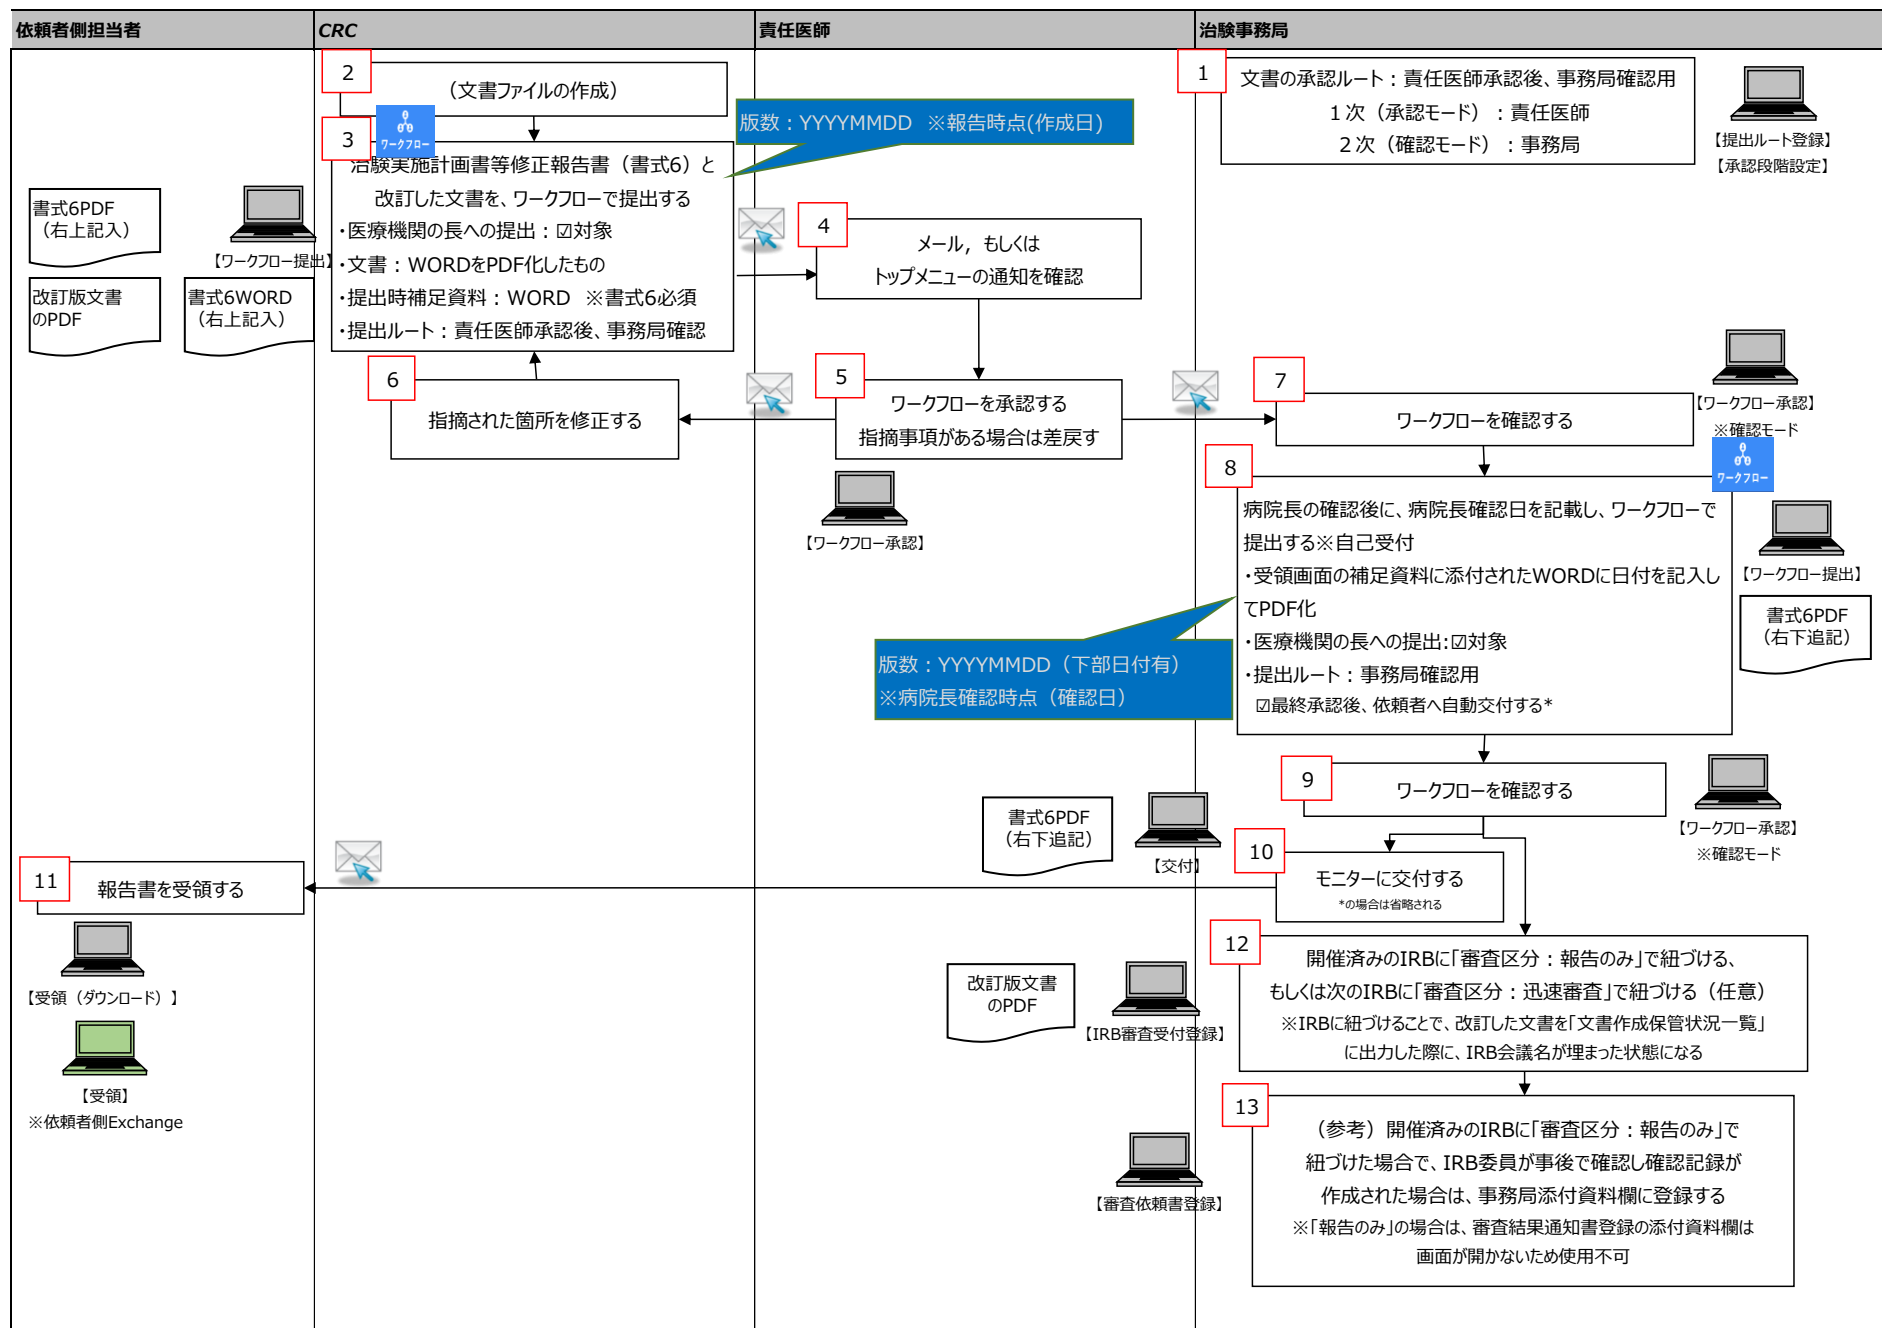 依頼者側担当者
CRC
責任医師
治験事務局
1
文書の承認ルート：責任医師承認後、事務局確認用
１次（承認モード）：責任医師
２次（確認モード）：事務局
【提出ルート登録】
【承認段階設定】
2
（文書ファイルの作成）
3
ワークフロー
治験実施計画書等修正報告書（書式6）と
改訂した文書を、ワークフローで提出する
・医療機関の長への提出：☑対象
・文書：WORDをPDF化したもの
・提出時補足資料：WORD　※書式6必須
・提出ルート：責任医師承認後、事務局確認
版数：YYYYMMDD　※報告時点(作成日)
書式6PDF
（右上記入）
【ワークフロー提出】
改訂版文書
のPDF
書式6WORD
（右上記入）
4
メール，もしくは
トップメニューの通知を確認
5
ワークフローを承認する
指摘事項がある場合は差戻す
【ワークフロー承認】
6
指摘された箇所を修正する
7
ワークフローを確認する
【ワークフロー承認】
※確認モード
8
ワークフロー
病院長の確認後に、病院長確認日を記載し、ワークフローで
提出する※自己受付
・受領画面の補足資料に添付されたWORDに日付を記入し
てPDF化
・医療機関の長への提出:☑対象
・提出ルート：事務局確認用
☑最終承認後、依頼者へ自動交付する*
【ワークフロー提出】
書式6PDF
（右下追記）
版数：YYYYMMDD（下部日付有）
※病院長確認時点（確認日）
9
ワークフローを確認する
【ワークフロー承認】
※確認モード
書式6PDF
（右下追記）
【交付】
10
モニターに交付する
*の場合は省略される
11
報告書を受領する
【受領（ダウンロード）】
【受領】
※依頼者側Exchange
12
開催済みのIRBに「審査区分：報告のみ」で紐づける、
もしくは次のIRBに「審査区分：迅速審査」で紐づける（任意）
※IRBに紐づけることで、改訂した文書を「文書作成保管状況一覧」
に出力した際に、IRB会議名が埋まった状態になる
改訂版文書
のPDF
【IRB審査受付登録】
13
（参考）開催済みのIRBに「審査区分：報告のみ」で
紐づけた場合で、IRB委員が事後で確認し確認記録が
作成された場合は、事務局添付資料欄に登録する
※「報告のみ」の場合は、審査結果通知書登録の添付資料欄は
画面が開かないため使用不可
【審査依頼書登録】